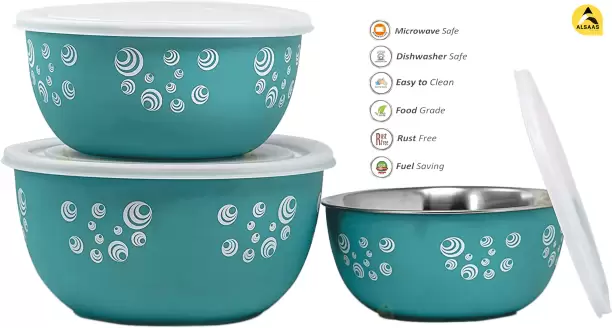 ALSAAS
Microwave Safe
Dishwasher Safe
Easy to Clean
Food Grade
Rust Free
Fuel Saving